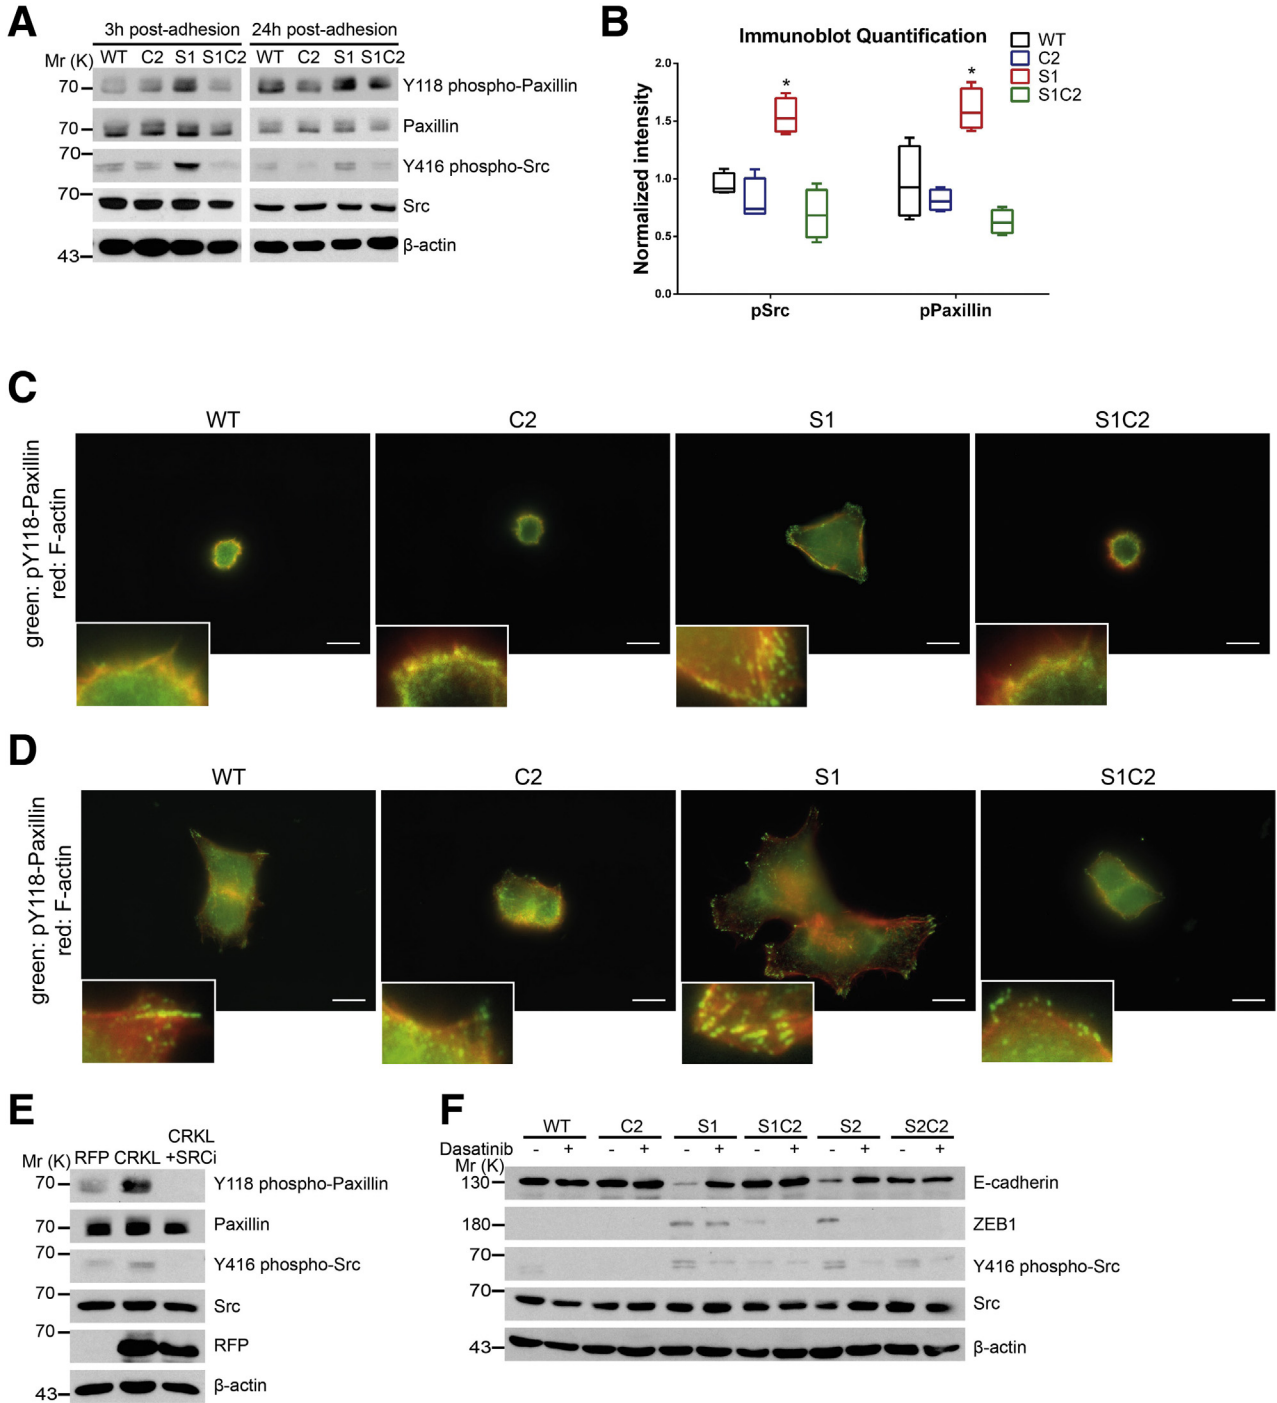 A
3h post-adhesion 24h post-adhesion
Mr (K) WT C2 S1 S1C2 WT C2 S1 S1C2
70 Y118 phospho-Paxillin
70 Paxillin
70 Y416 phospho-Src
70 Src
43 β-actin
B
Immunoblot Quantification
WT
C2
S1
S1C2
Normalized intensity
2.0
1.5
1.0
0.5
0.0
* *
pSrc pPaxillin
C
WT C2 S1 S1C2
green: pY118-Paxillin
red: F-actin
D
WT C2 S1 S1C2
green: pY118-Paxillin
red: F-actin
E
CRKL
Mr (K) RFP CRKL +SRCi
70 Y118 phospho-Paxillin
70 Paxillin
70 Y416 phospho-Src
70 Src
70 RFP
43 β-actin
F
WT C2 S1 S1C2 S2 S2C2
Dasatinib - + - + - + - + - + - +
Mr (K)
130 E-cadherin
180 ZEB1
70 Y416 phospho-Src
70 Src
43 β-actin